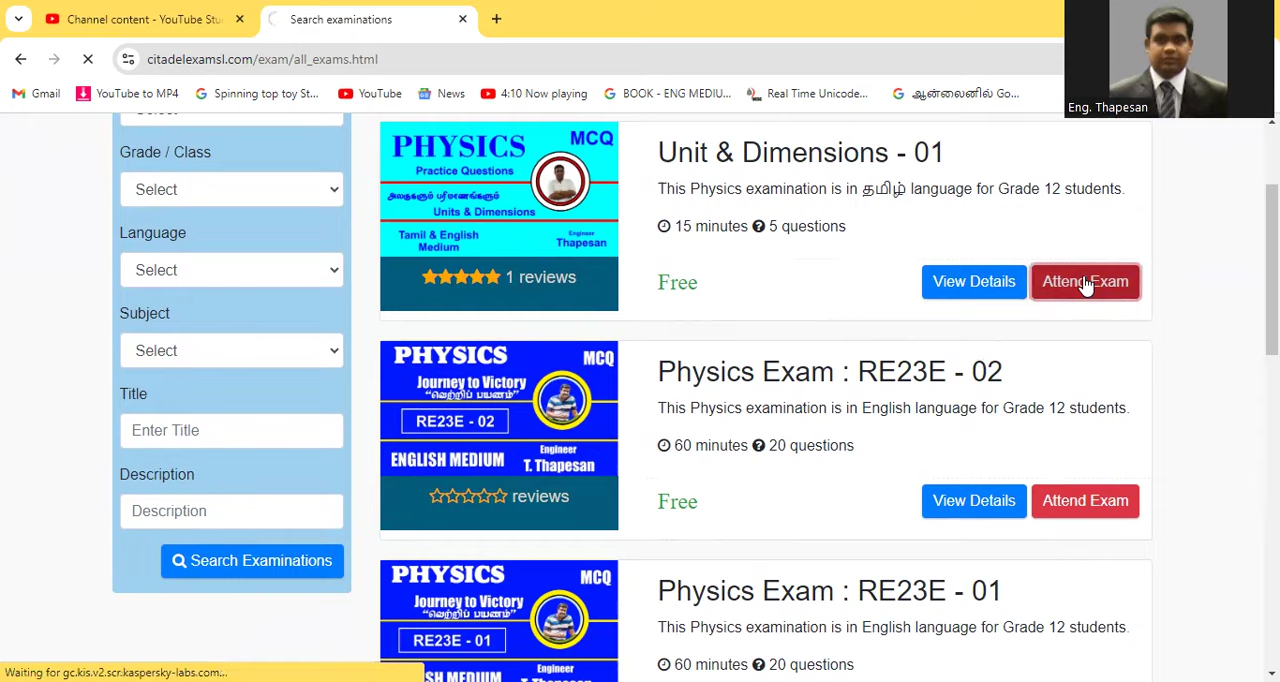 Channel content - YouTube Stu
Search examinations
citadelexamsl.com/exam/all_exams.html
Gmail
YouTube to MP4
Spinning top toy St...
YouTube
News
4:10 Now playing
BOOK - ENG MEDIU...
Real Time Unicode...
ஆன்லைனில் Go...
Eng. Thapesan
Grade / Class
Select
Language
Select
Subject
Select
Title
Enter Title
Description
Description
Search Examinations
PHYSICS
MCQ
Practice Questions
அலகுகளும் பரிமாணங்களும்
Units & Dimensions
Tamil & English
Medium
Engineer
Thapesan
1 reviews
Unit & Dimensions - 01
This Physics examination is in தமிழ் language for Grade 12 students.
15 minutes 5 questions
Free
View Details
Attend Exam
PHYSICS
MCQ
Journey to Victory
“வெற்றிப் பயணம்”
RE23E - 02
ENGLISH MEDIUM
Engineer
T. Thapesan
reviews
Physics Exam : RE23E - 02
This Physics examination is in English language for Grade 12 students.
60 minutes 20 questions
Free
View Details
Attend Exam
PHYSICS
MCQ
Journey to Victory
“வெற்றிப் பயணம்”
RE23E - 01
Engineer
Physics Exam : RE23E - 01
This Physics examination is in English language for Grade 12 students.
60 minutes 20 questions
Waiting for gc.kis.v2.scr.kaspersky-labs.com...